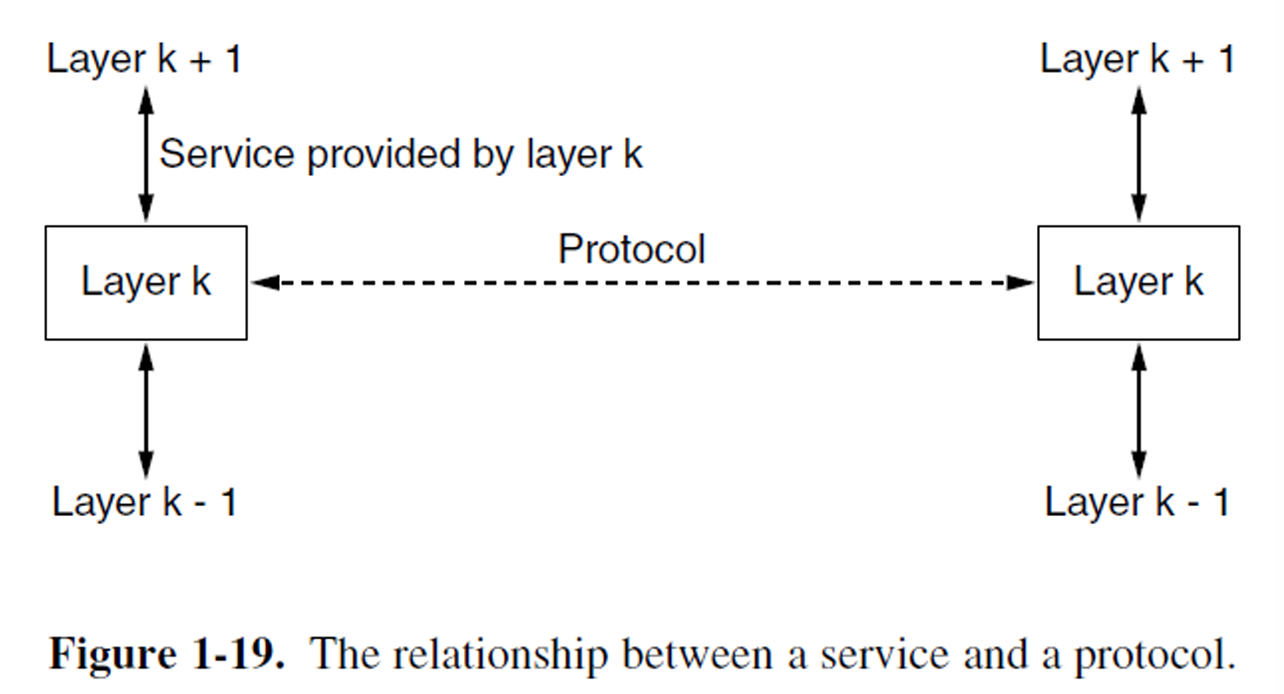 Layer k + 1
Layer k + 1
Service provided by layer k
Protocol
Layer k
Layer k
Layer k - 1
Layer k - 1
Figure 1-19. The relationship between a service and a protocol.